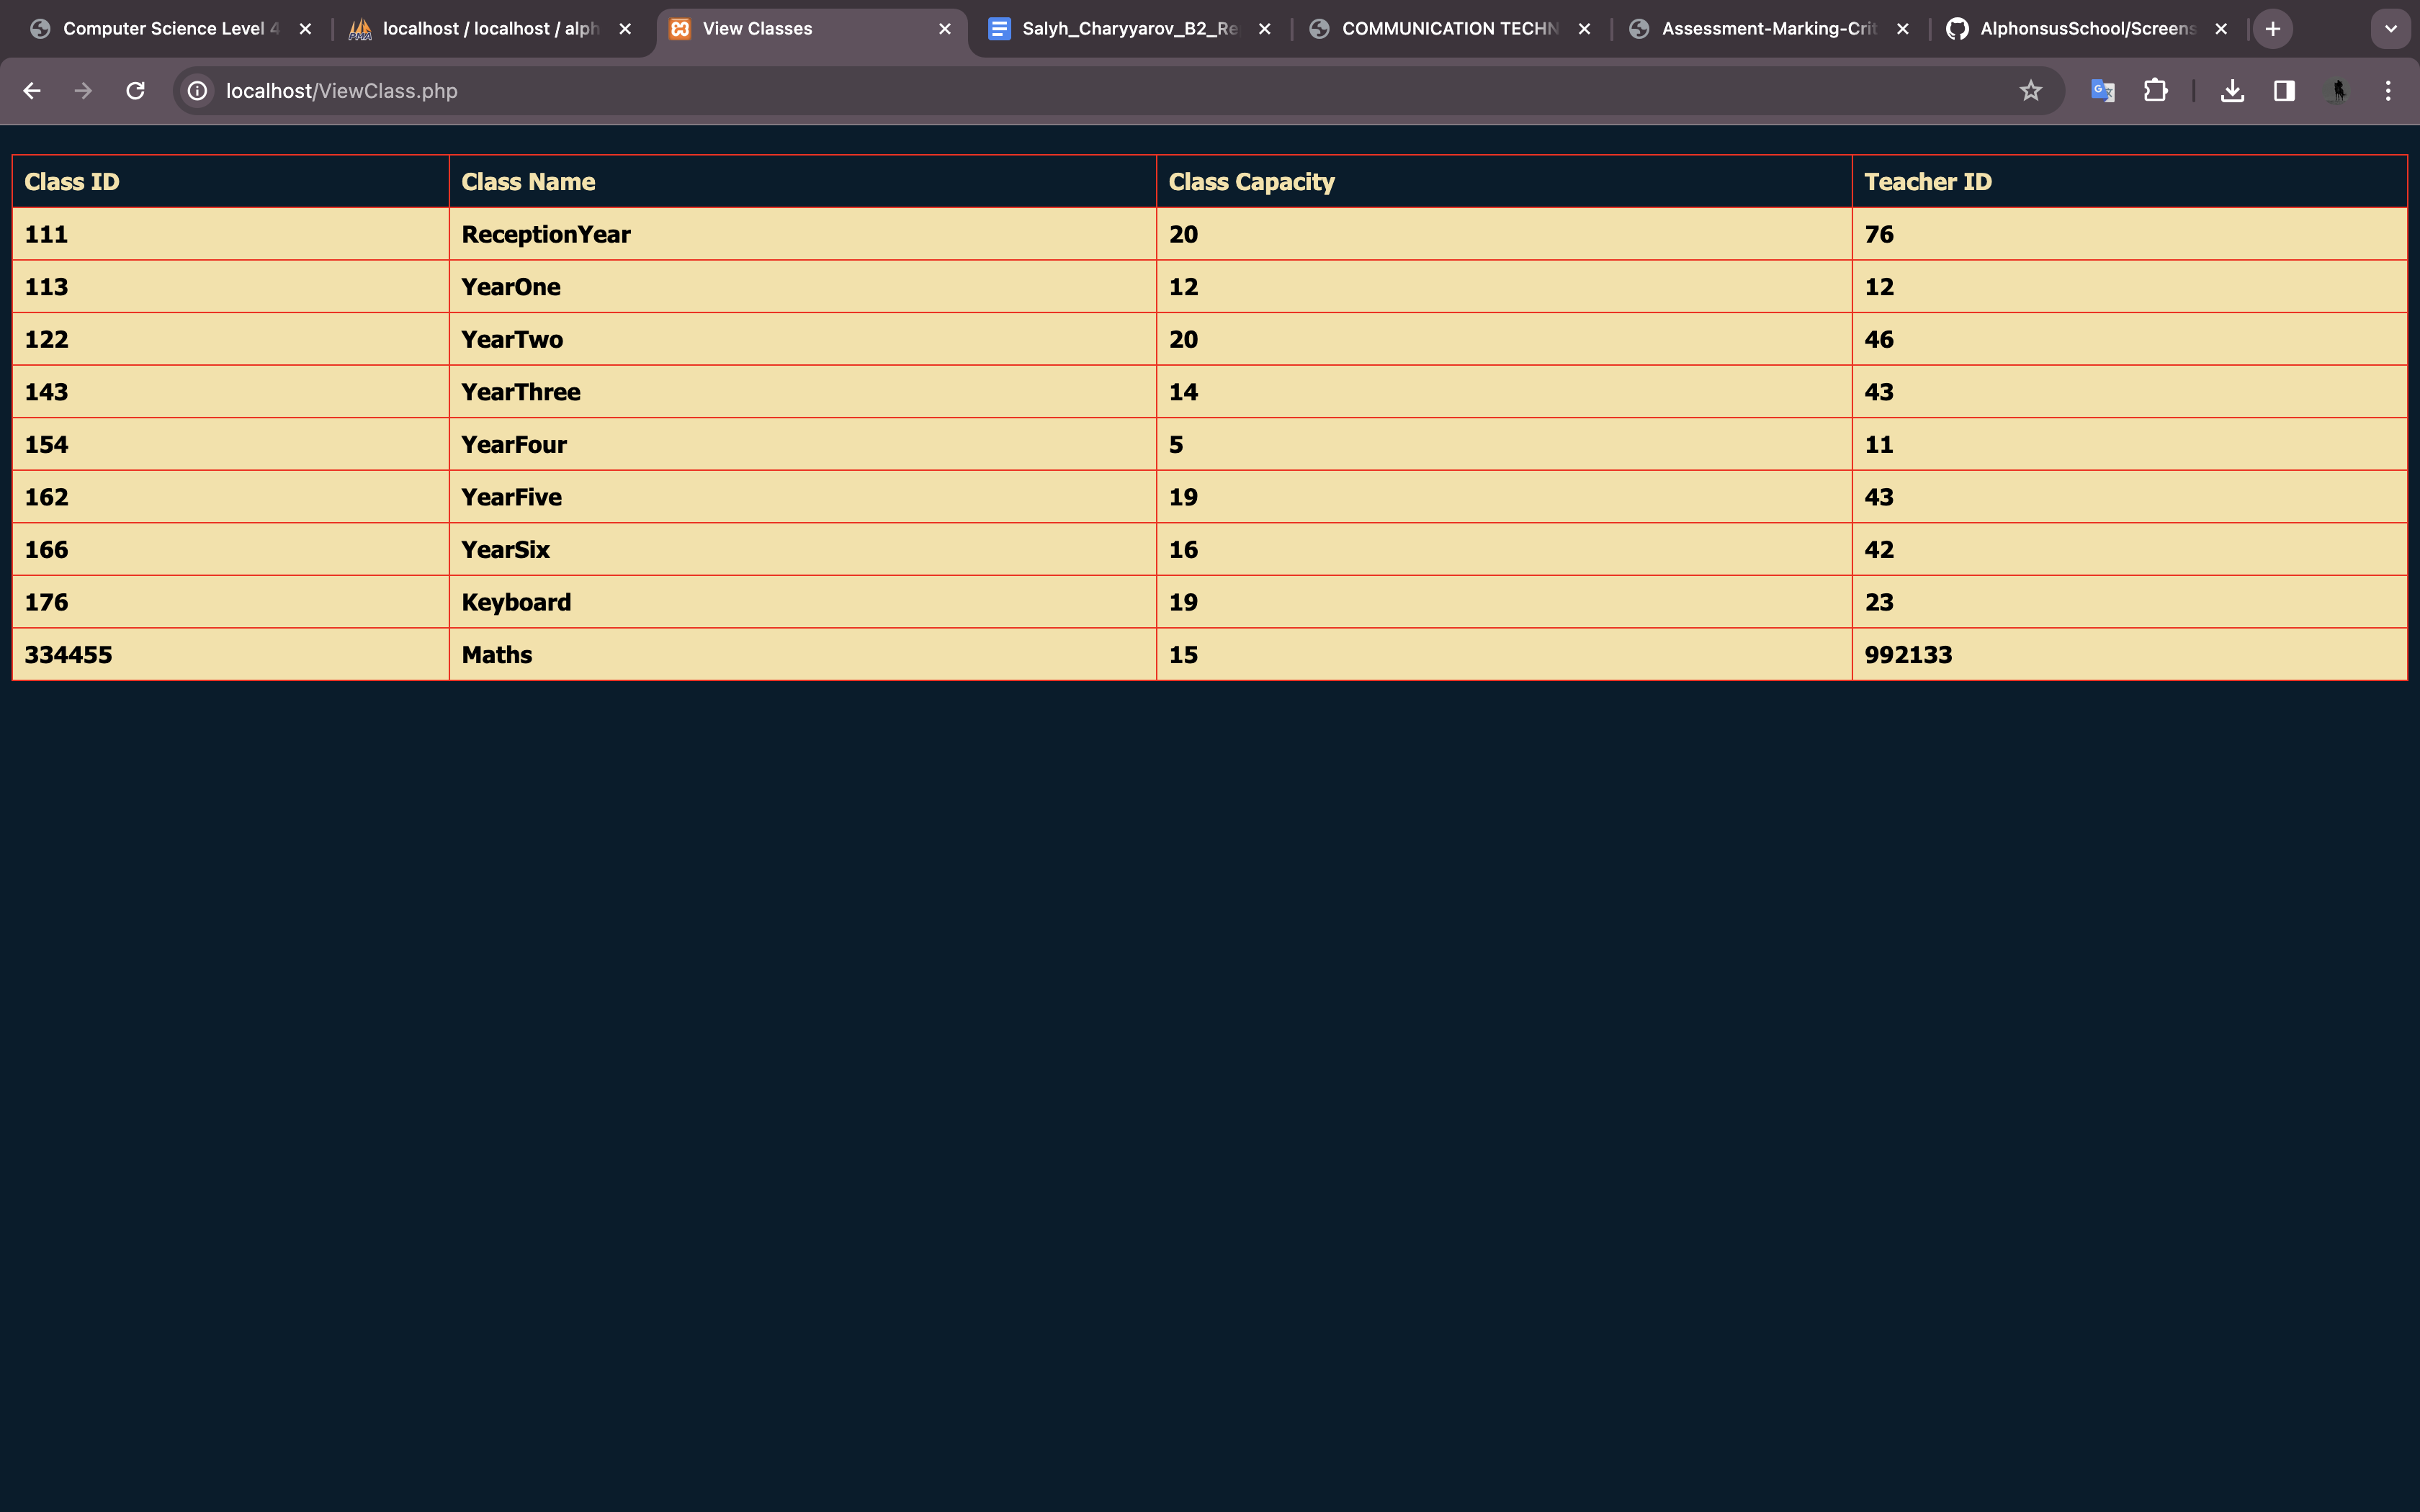 Computer Science Level 4
localhost / localhost / alph
View Classes
Salyh_Charyyarov_B2_Re
COMMUNICATION TECHN
Assessment-Marking-Crit
AlphonsusSchool/Screens
localhost/ViewClass.php
Class ID Class Name Class Capacity Teacher ID
111 ReceptionYear 20 76
113 YearOne 12 12
122 YearTwo 20 46
143 YearThree 14 43
154 YearFour 5 11
162 YearFive 19 43
166 YearSix 16 42
176 Keyboard 19 23
334455 Maths 15 992133